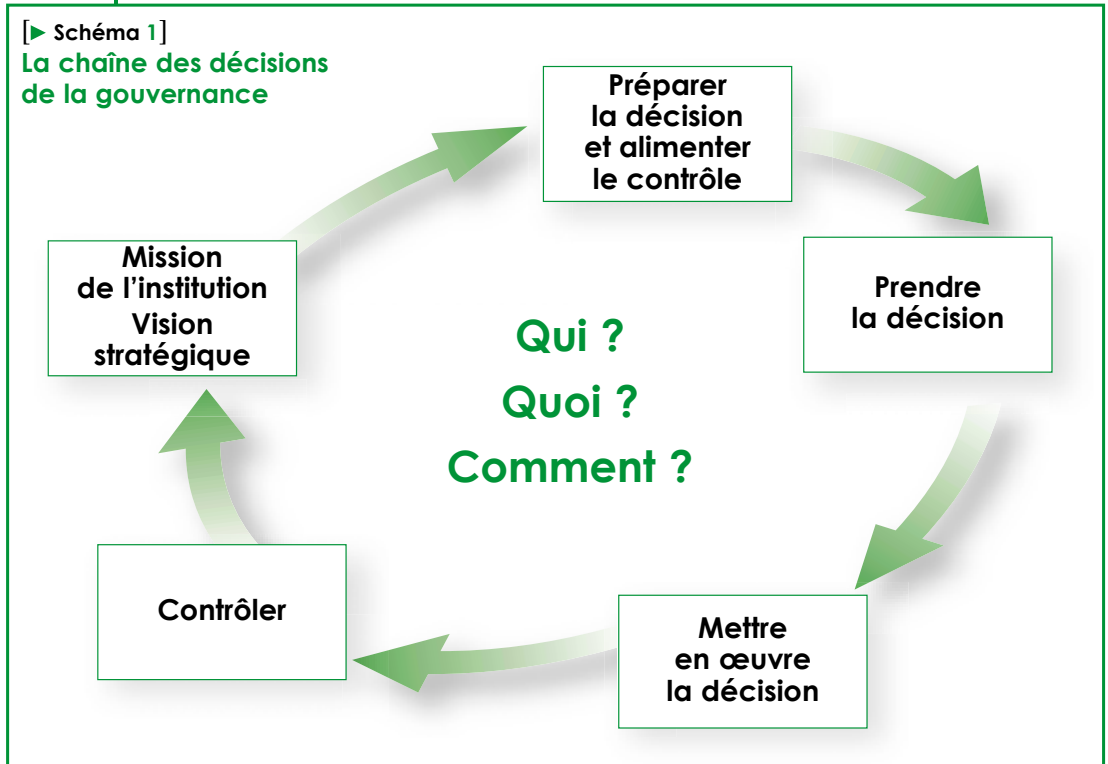 [► Schéma 1]
La chaîne des décisions
de la gouvernance
Préparer
la décision
et alimenter
le contrôle
Mission
de l’institution
Vision
stratégique
Prendre
la décision
Qui ?
Quoi ?
Comment ?
Contrôler
Mettre
en œuvre
la décision